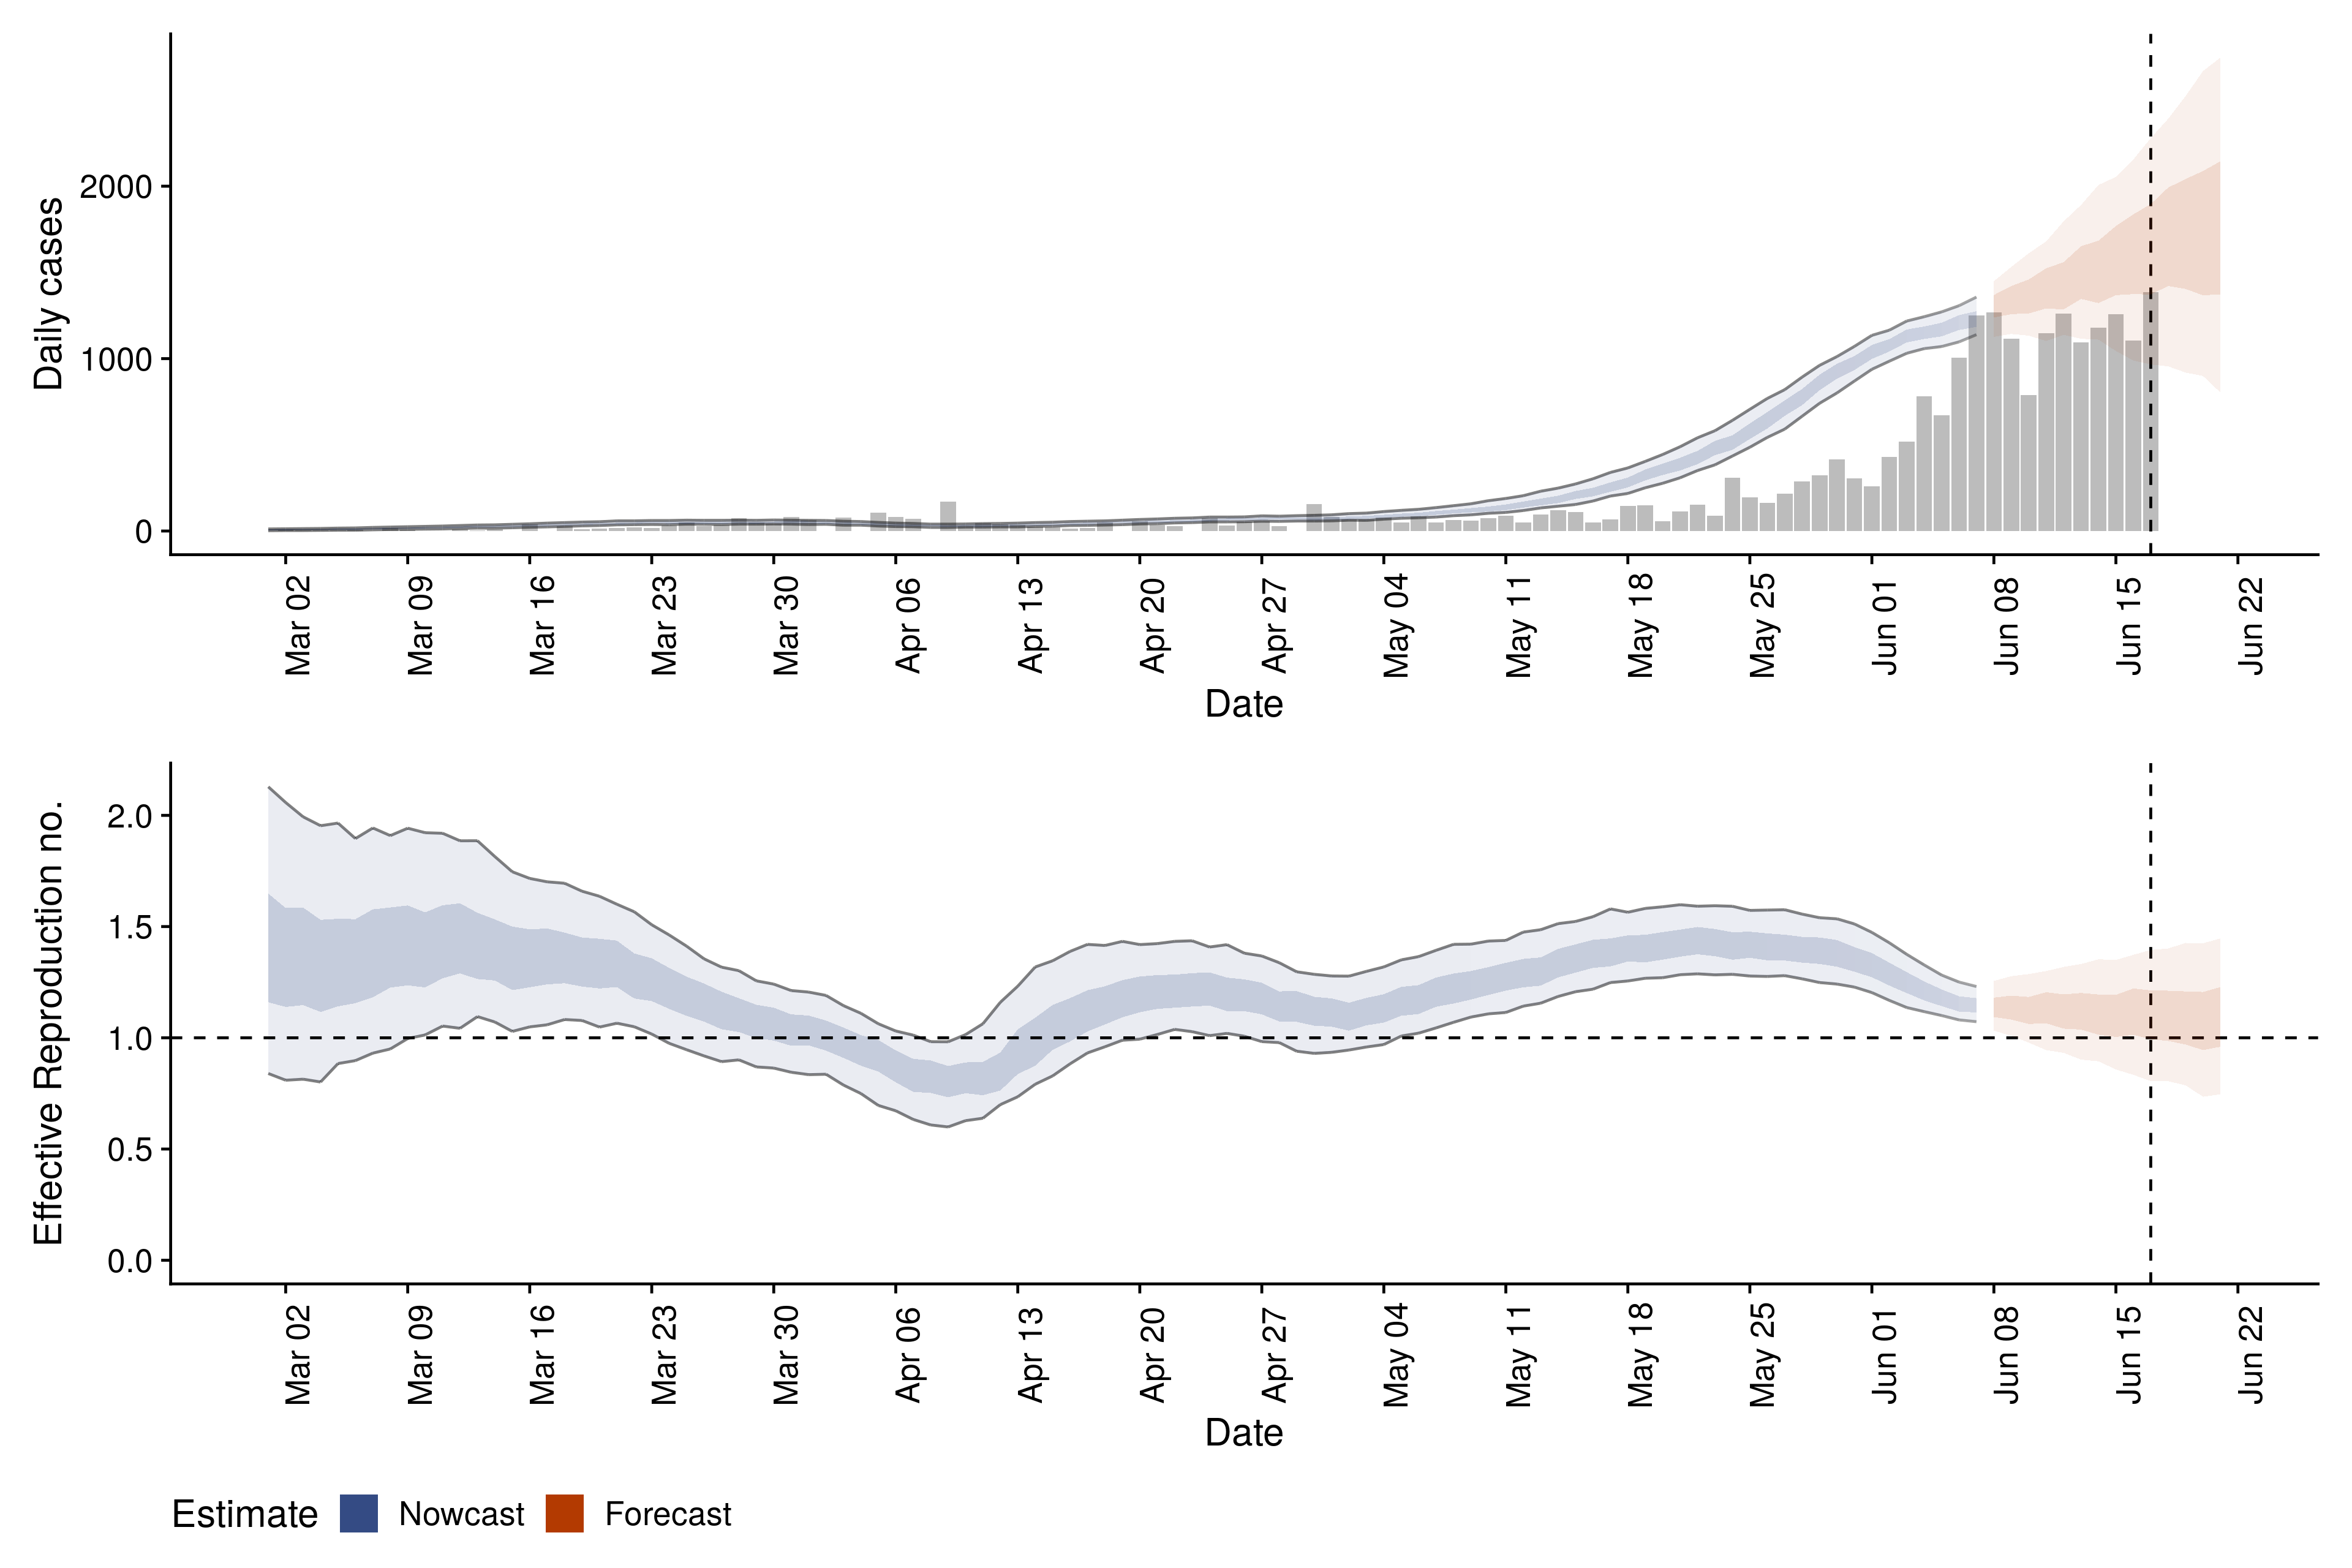 Daily cases
2000
1000
0
Mar 02 Mar 09 Mar 16 Mar 23 Mar 30 Apr 06 Apr 13 Apr 20 Apr 27 May 04 May 11 May 18 May 25 Jun 01 Jun 08 Jun 15 Jun 22
Date
Effective Reproduction no.
2.0
1.5
1.0
0.5
0.0
Mar 02 Mar 09 Mar 16 Mar 23 Mar 30 Apr 06 Apr 13 Apr 20 Apr 27 May 04 May 11 May 18 May 25 Jun 01 Jun 08 Jun 15 Jun 22
Date
Estimate Nowcast Forecast